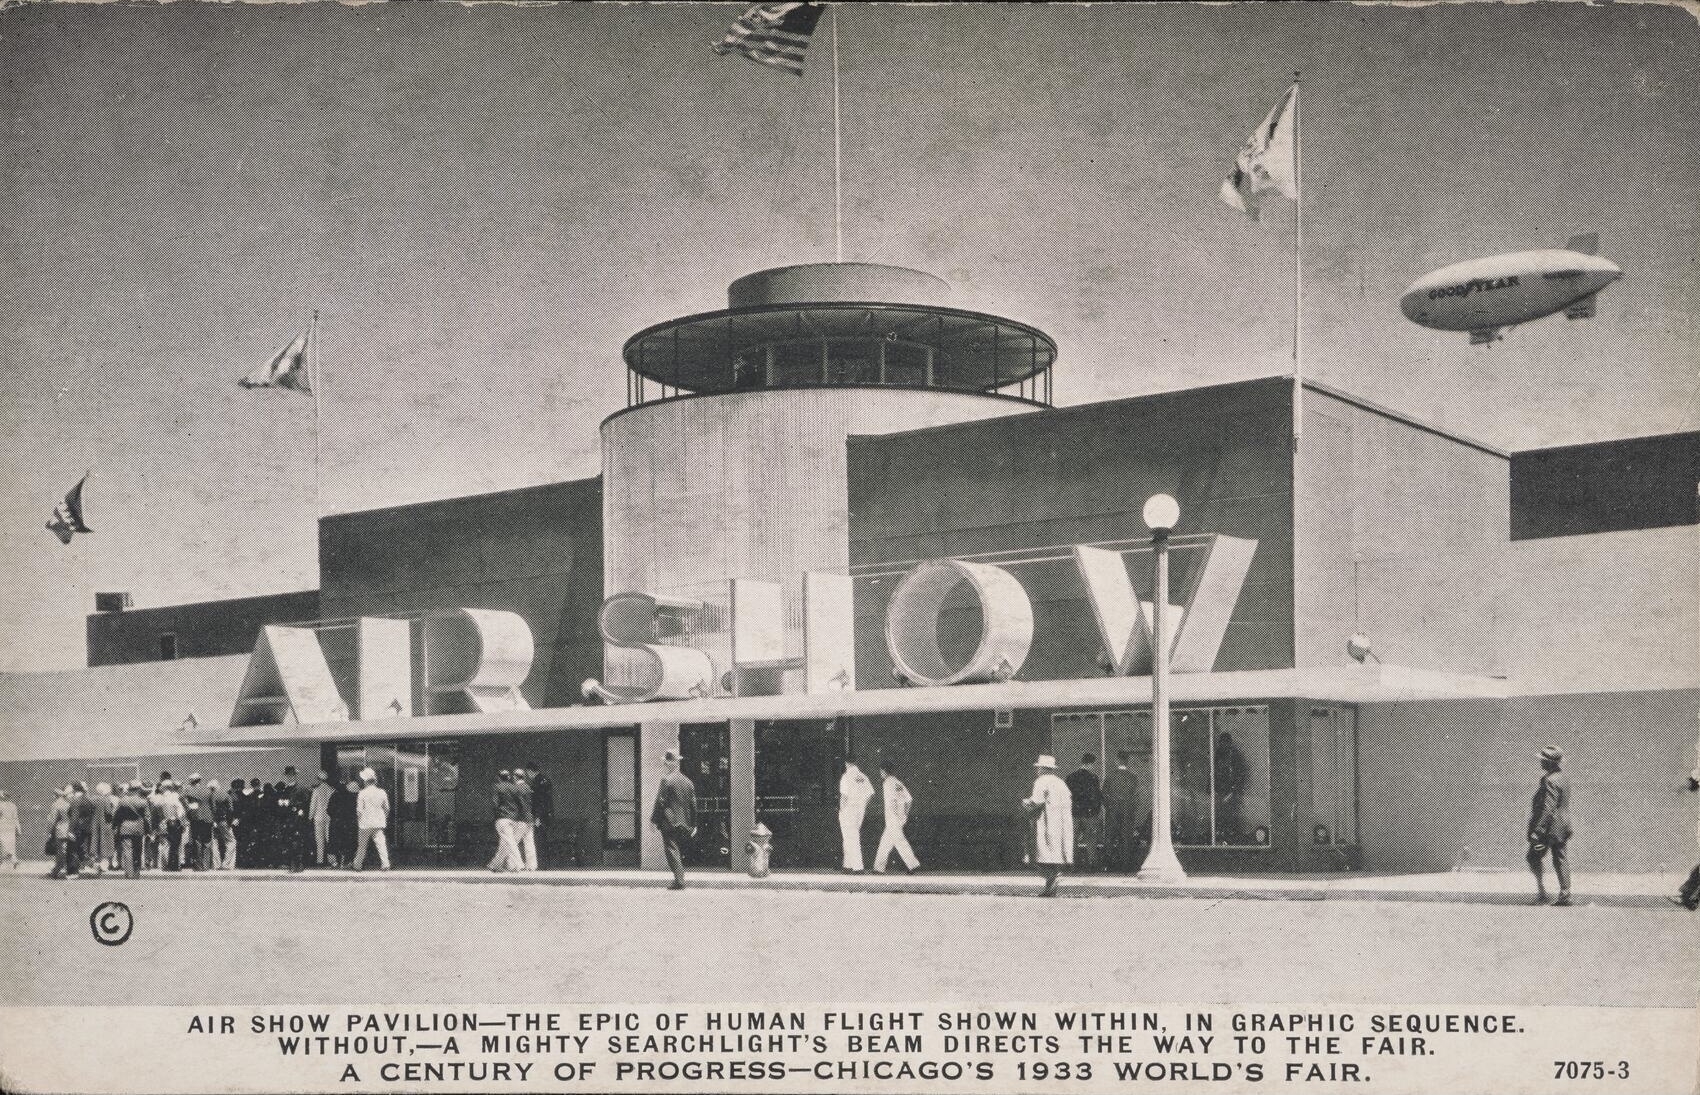 GOODYEAR
AIR SHOW
©
AIR SHOW PAVILION—THE EPIC OF HUMAN FLIGHT SHOWN WITHIN, IN GRAPHIC SEQUENCE.
WITHOUT,—A MIGHTY SEARCHLIGHT'S BEAM DIRECTS THE WAY TO THE FAIR.
A CENTURY OF PROGRESS—CHICAGO'S 1933 WORLD'S FAIR.
7075-3